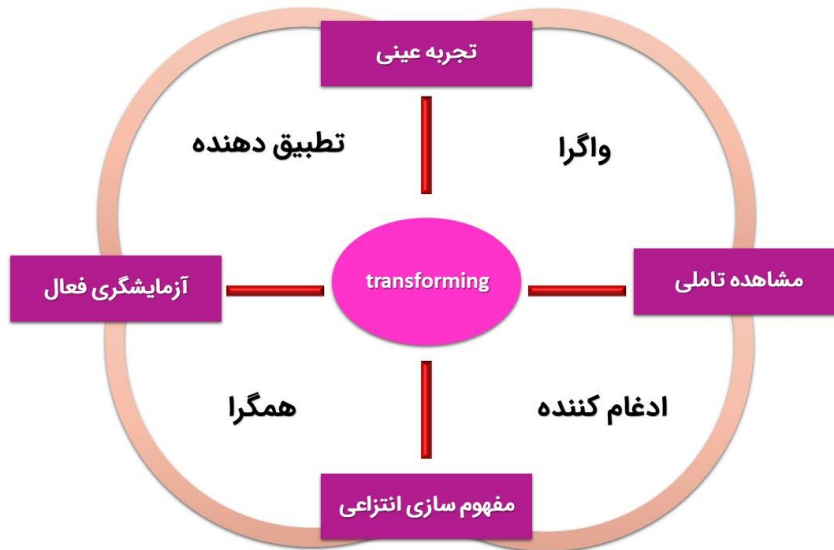 تجربه عینی
واگرا
تطبیق دهنده
مشاهده تاملی
transforming
آزمایشگری فعال
ادغام کننده
همگرا
مفهوم سازی انتزاعی